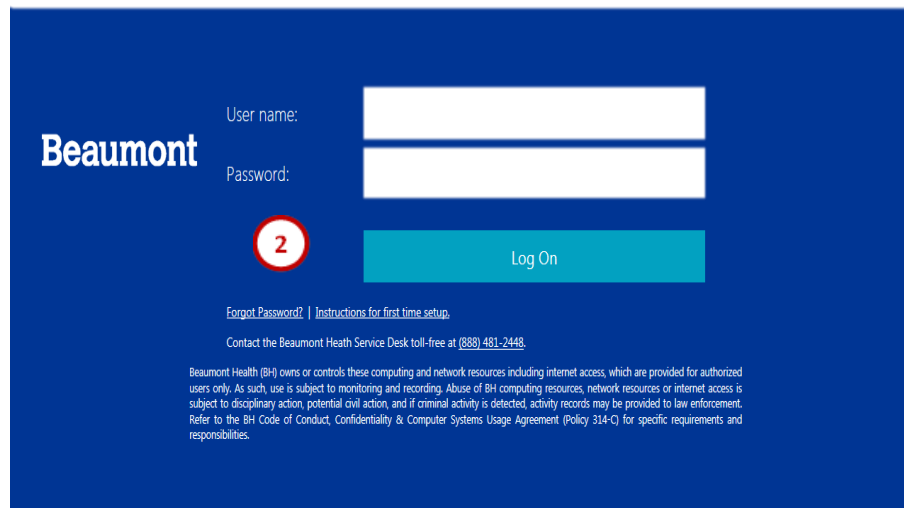 User name:
Beaumont
Password:
2
Log On
Forgot Password? | Instructions for first time setup.
Contact the Beaumont Heath Service Desk toll-free at (888) 481-2448.
Beaumont Health (BH) owns or controls these computing and network resources including internet access, which are provided for authorized
users only. As such, use is subject to monitoring and recording. Abuse of BH computing resources, network resources or internet access is
subject to disciplinary action, potential civil action, and if criminal activity is detected, activity records may be provided to law enforcement.
Refer to the BH Code of Conduct, Confidentiality & Computer Systems Usage Agreement (Policy 314-C) for specific requirements and
responsibilities.